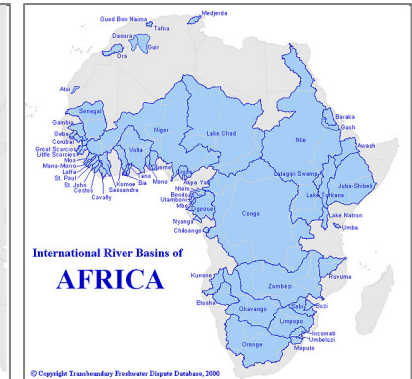 Medjerda
Oued Bon Naima
Tafna
Daoura
Guir
Dra
Atui
Senegal
Gambia
Geba
Corubal
Great Scarcies
Little Scarcies
Moa
Mana-Morro
Loffa
St. Paul
St. John
Cestos
Cavally
Sassandra
Komoe
Bia
Tano
Mono
Volta
Niger
Lake Chad
Nile
Baraka
Gash
Awash
Lotagipi Swamp
Juba-Shibeli
Lake Turkana
Lake Natron
Umba
Cross
Akpa Yafi
Ntem
Benito
Utamboni
Mbe
Ogooue
Nyanga
Chiloango
Congo
International River Basins of
AFRICA
Ruvuma
Zambezi
Kunene
Etosha
Okavango
Sabi
Buzi
Limpopo
Incomati
Umbeluzi
Maputo
Orange
© Copyright Transboundary Freshwater Dispute Database, 2000